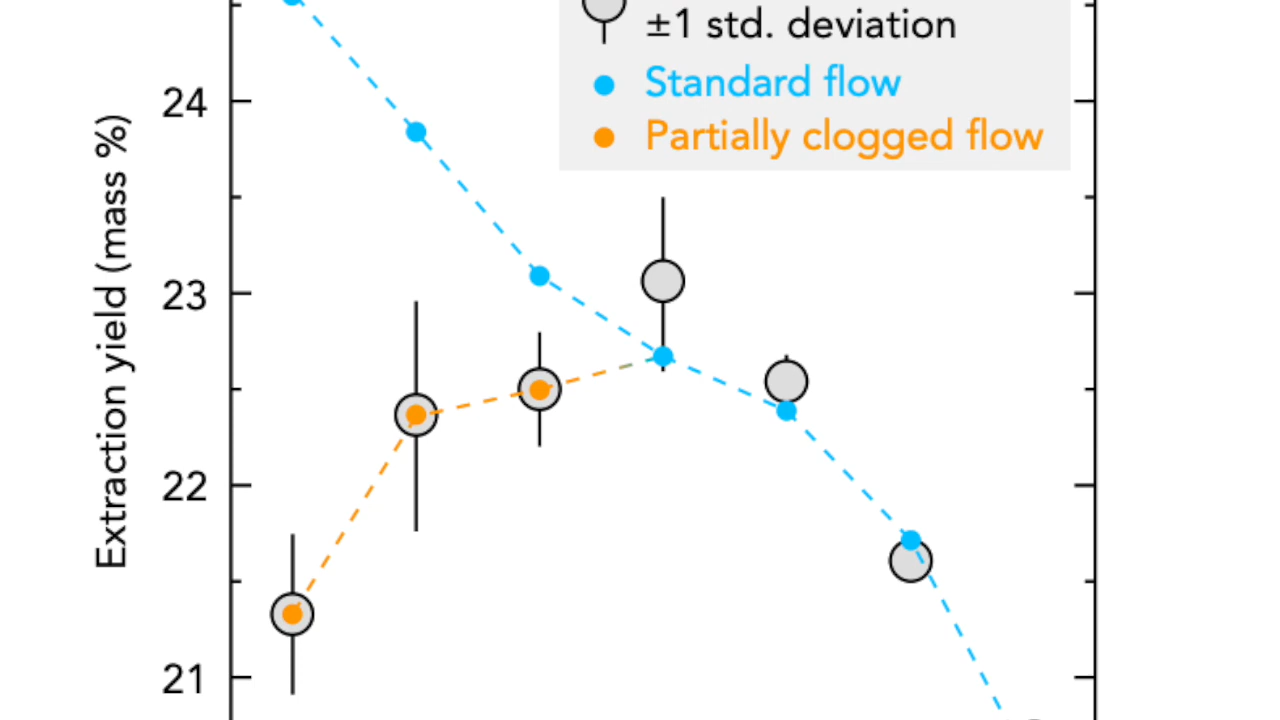 ±1 std. deviation
Standard flow
Partially clogged flow
Extraction yield (mass %)
24
23
22
21